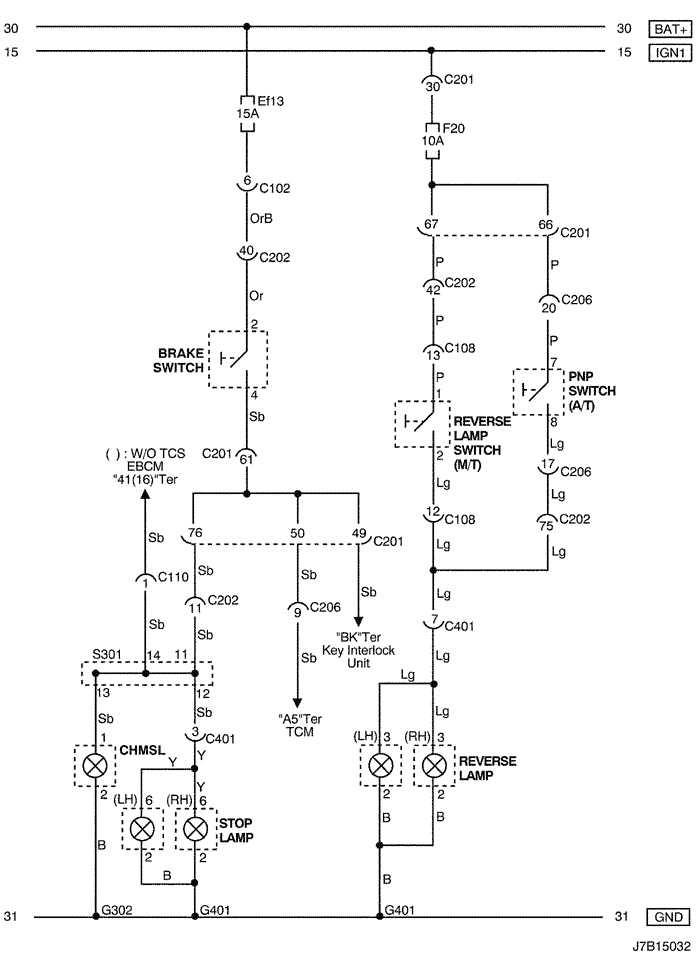 30
30 BAT+
15
15 IGN1
30 C201
Ef13
15A
F20
10A
6 C102
OrB
67
66 C201
40 C202
P
P
42 C202
20 C206
Or
P
P
2
13 C108
BRAKE
SWITCH
P
7
PNP
SWITCH
(A/T)
4
1
Sb
8
REVERSE
LAMP
SWITCH
(M/T)
Lg
C201 61
2
( ) : W/O TCS
EBCM
"41(16)"Ter
17 C206
Lg
Lg
12 C108
75 C202
76
50
49 C201
Sb
Lg
Lg
Sb
Sb
C110
1
Sb
Lg
C202
11
C206
9
7 C401
Sb
Sb
"BK"Ter
Key Interlock
Unit
S301 14 11
Sb
Lg
13
12
Lg
Sb
Sb
"A5"Ter
TCM
Lg
3 C401
1
CHMSL
(LH) 3
(RH) 3
Y
Y
REVERSE
LAMP
Y
2
2
2
(LH) 6
(RH) 6
STOP
LAMP
B
B
B
2
2
B
B
31
G302
G401
G401
31 GND
J7B15032